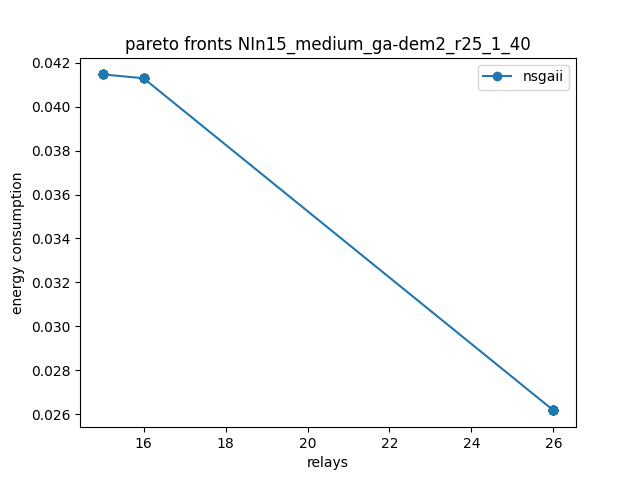 pareto fronts NIn15_medium_ga-dem2_r25_1_40
nsgaii
energy consumption
0.042
0.040
0.038
0.036
0.034
0.032
0.030
0.028
0.026
16 18 20 22 24 26
relays